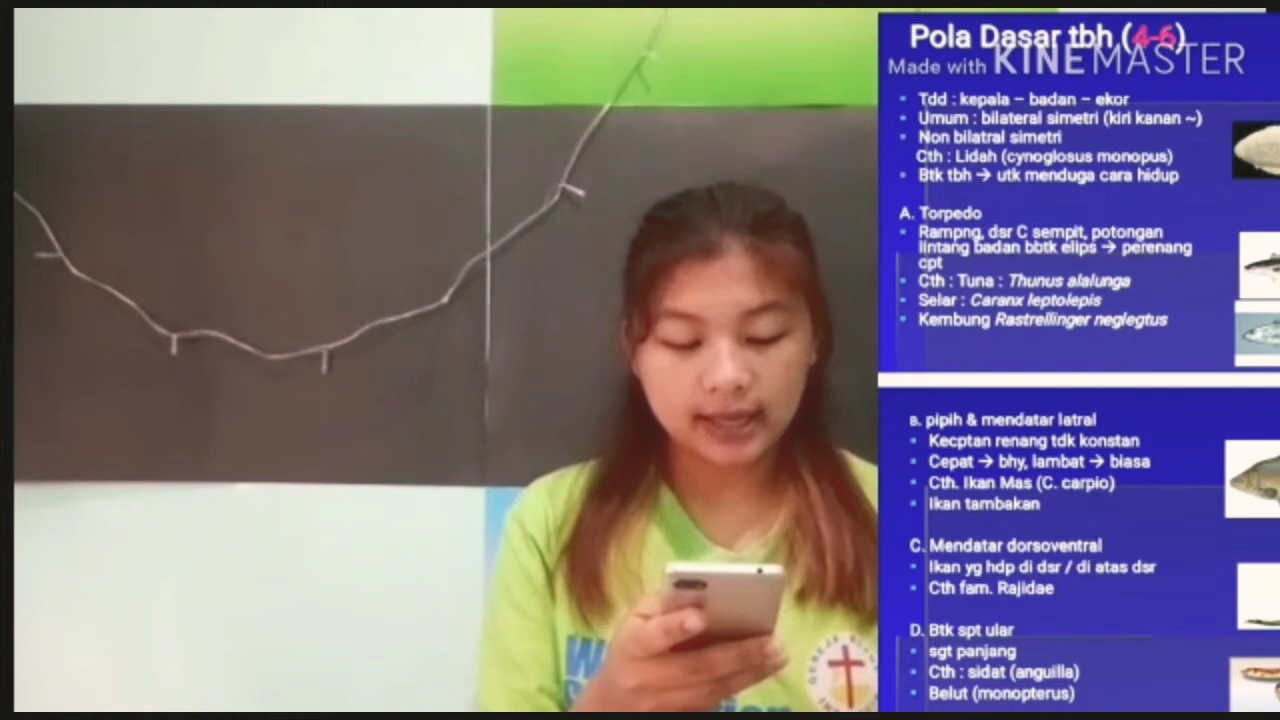 Pola Dasar tbh (4-6)
Made with KINEMASTER
Tdd : kepala – badan – ekor
Umum : bilateral simetri (kiri kanan ~)
Non bilatral simetri
Cth : Lidah (cynoglosus monopus)
Btk tbh → utk menduga cara hidup
A. Torpedo
Rampng, dsr C sempit, potongan
lintang badan bbtk elips → perenang
cpt
Cth : Tuna : Thunus alalunga
Selar : Caranx leptolepis
Kembung Rastrellinger neglegtus
B. pipih & mendatar latral
Kecptan renang tdk konstan
Cepat → bhy, lambat → biasa
Cth. Ikan Mas (C. carpio)
Ikan tambakan
C. Mendatar dorsoventral
Ikan yg hdp di dsr / di atas dsr
Cth fam. Rajidae
D. Btk spt ular
sgt panjang
Cth : sidat (anguilla)
Belut (monopterus)